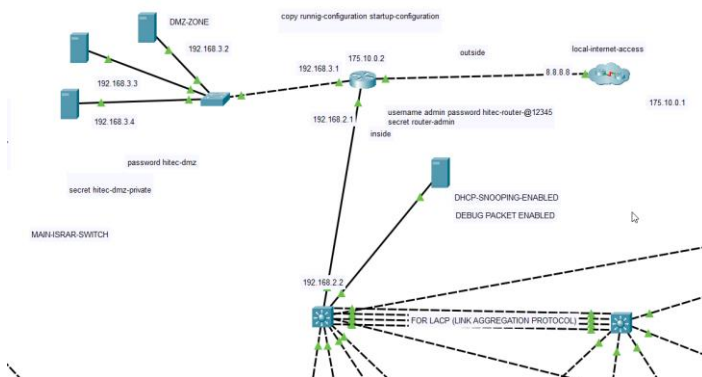 copy runnig-configuration startup-configuration
DMZ-ZONE
192.168.3.2
175.10.0.2
outside
local-internet-access
192.168.3.1
8.8.8.8
192.168.3.3
175.10.0.1
192.168.3.4
192.168.2.1
username admin password hitec-router-@12345
secret router-admin
inside
password hitec-dmz
secret hitec-dmz-private
DHCP-SNOOPING-ENABLED
DEBUG PACKET ENABLED
MAIN-ISRAR-SWITCH
192.168.2.2
FOR LACP (LINK AGGREGATION PROTOCOL)